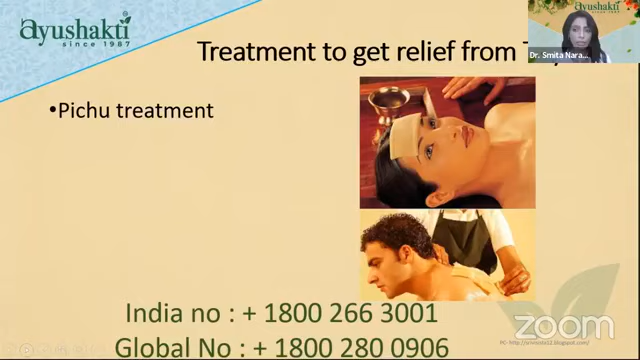 Ayushakti
since 1987
Treatment to get relief from
•Pichu treatment
Dr. Smita Nara...
India no : + 1800 266 3001
Global No : + 1800 280 0906
zoom